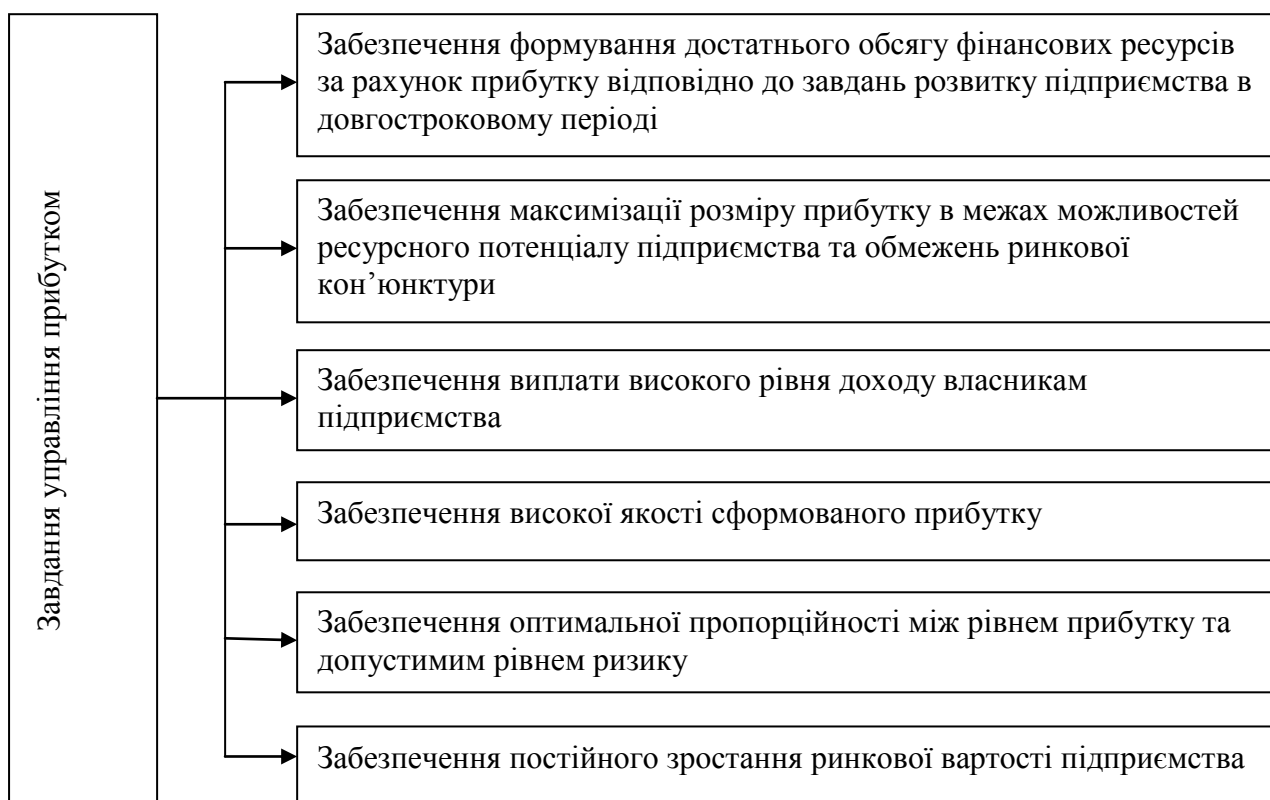 Завдання управління прибутком
Забезпечення формування достатнього обсягу фінансових ресурсів
за рахунок прибутку відповідно до завдань розвитку підприємства в
довгостроковому періоді
Забезпечення максимізації розміру прибутку в межах можливостей
ресурсного потенціалу підприємства та обмежень ринкової
кон’юнктури
Забезпечення виплати високого рівня доходу власникам
підприємства
Забезпечення високої якості сформованого прибутку
Забезпечення оптимальної пропорційності між рівнем прибутку та
допустимим рівнем ризику
Забезпечення постійного зростання ринкової вартості підприємства